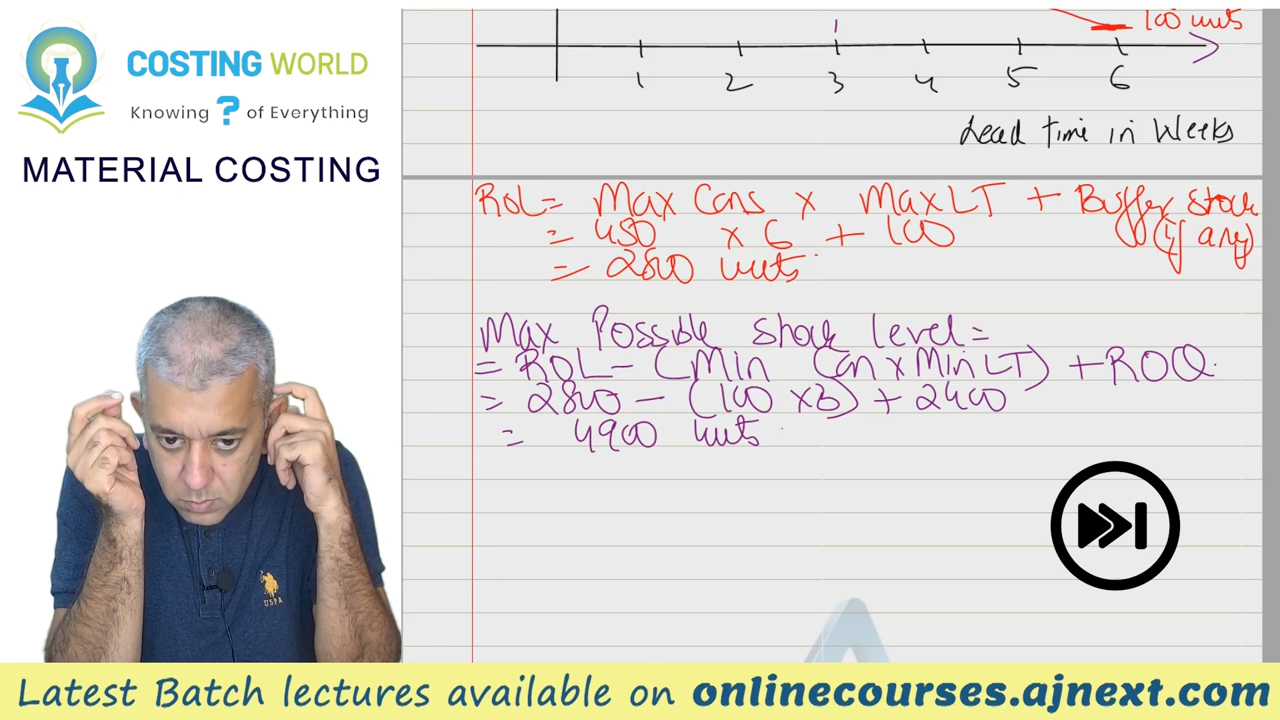 COSTING WORLD
Knowing ? of Everything
MATERIAL COSTING
100 units
1 2 3 4 5 6
Lead time in Weeks
ROL = Max Cons x Max LT + Buffer stock
(if any)
= 450 x 6 + 100
= 2800 units
Max Possible Stock level =
= ROL - (Min Con x Min LT) + ROQ.
= 2800 - (100 x 3) + 2400
= 4900 units
USPA
Latest Batch lectures available on onlinecourses.ajnext.com